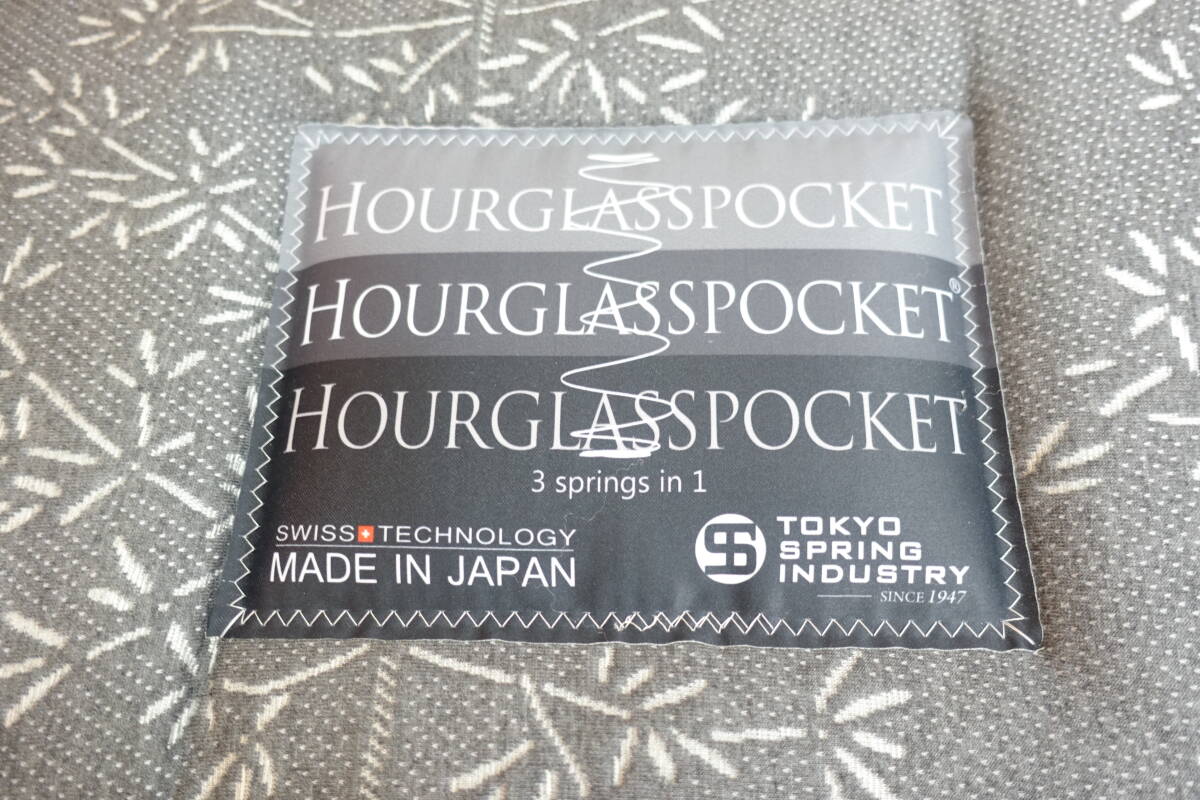 HOURGLASSPOCKET
HOURGLASSPOCKET®
HOURGLASSPOCKET
3 springs in 1
SWISS TECHNOLOGY
MADE IN JAPAN
TOKYO
SPRING
INDUSTRY
SINCE 1947